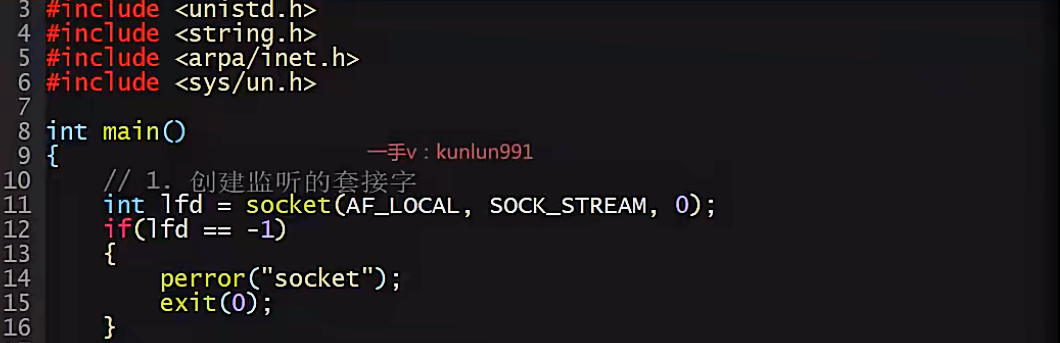 3 #include <unistd.h>
4 #include <string.h>
5 #include <arpa/inet.h>
6 #include <sys/un.h>
7
8 int main()
9 {
一手v：kunlun991
10     // 1. 创建监听的套接字
11     int lfd = socket(AF_LOCAL, SOCK_STREAM, 0);
12     if(lfd == -1)
13     {
14         perror("socket");
15         exit(0);
16     }